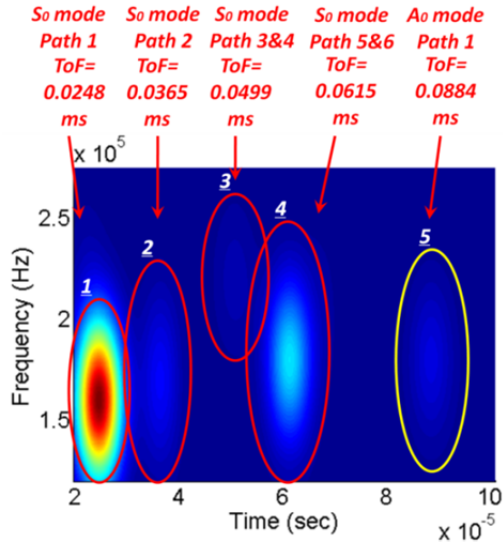 S₀ mode
Path 1
ToF=
0.0248
ms
S₀ mode
Path 2
ToF=
0.0365
ms
S₀ mode
Path 3&4
ToF=
0.0499
ms
S₀ mode
Path 5&6
ToF=
0.0615
ms
A₀ mode
Path 1
ToF=
0.0884
ms
x 10⁵
2.5
2
1.5
Frequency (Hz)
1
2
3
4
5
2 4 6 8 10
Time (sec)
x 10⁻⁵